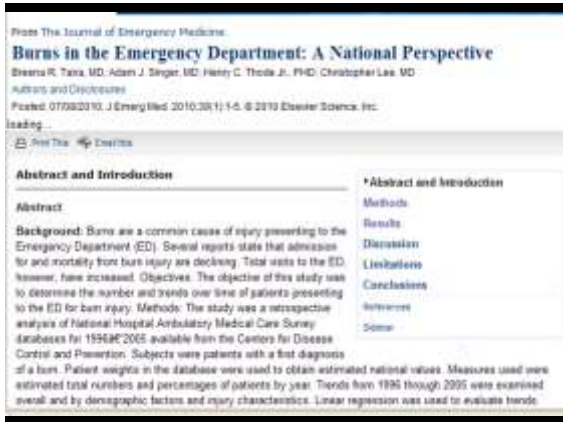 From The Journal of Emergency Medicine
Burns in the Emergency Department: A National Perspective
Breena R. Taira, MD; Adam J. Singer, MD; Henry C. Thode Jr., PHD; Christopher Lee, MD
Authors and Disclosures
Posted: 07/08/2010; J Emerg Med. 2010;39(1):1-5. © 2010 Elsevier Science, Inc.
loading...
Print This Email this
Abstract and Introduction
Abstract
Background: Burns are a common cause of injury presenting to the
Emergency Department (ED). Several reports state that admission
for and mortality from burn injury are declining. Total visits to the ED,
however, have increased. Objectives: The objective of this study was
to determine the number and trends over time of patients presenting
to the ED for burn injury. Methods: The study was a retrospective
analysis of National Hospital Ambulatory Medical Care Survey
databases for 1996â€"2005 available from the Centers for Disease
Control and Prevention. Subjects were patients with a first diagnosis
of a burn. Patient weights in the database were used to obtain estimated national values. Measures used were
estimated total numbers and percentages of patients by year. Trends from 1996 through 2005 were examined
overall and by demographic factors and injury characteristics. Linear regression was used to evaluate trends
Abstract and Introduction
Methods
Results
Discussion
Limitations
Conclusions
References
Sidebar